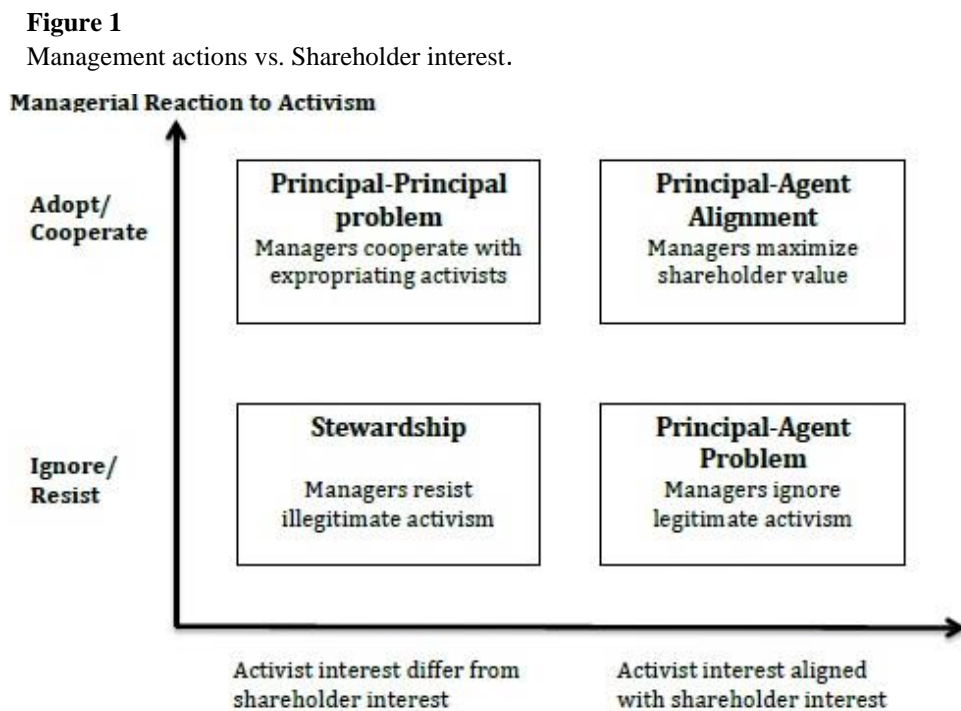 Figure 1
Management actions vs. Shareholder interest.
Managerial Reaction to Activism
Adopt/
Cooperate
Principal-Principal
problem
Managers cooperate with
expropriating activists
Principal-Agent
Alignment
Managers maximize
shareholder value
Ignore/
Resist
Stewardship
Managers resist
illegitimate activism
Principal-Agent
Problem
Managers ignore
legitimate activism
Activist interest differ from
shareholder interest
Activist interest aligned
with shareholder interest